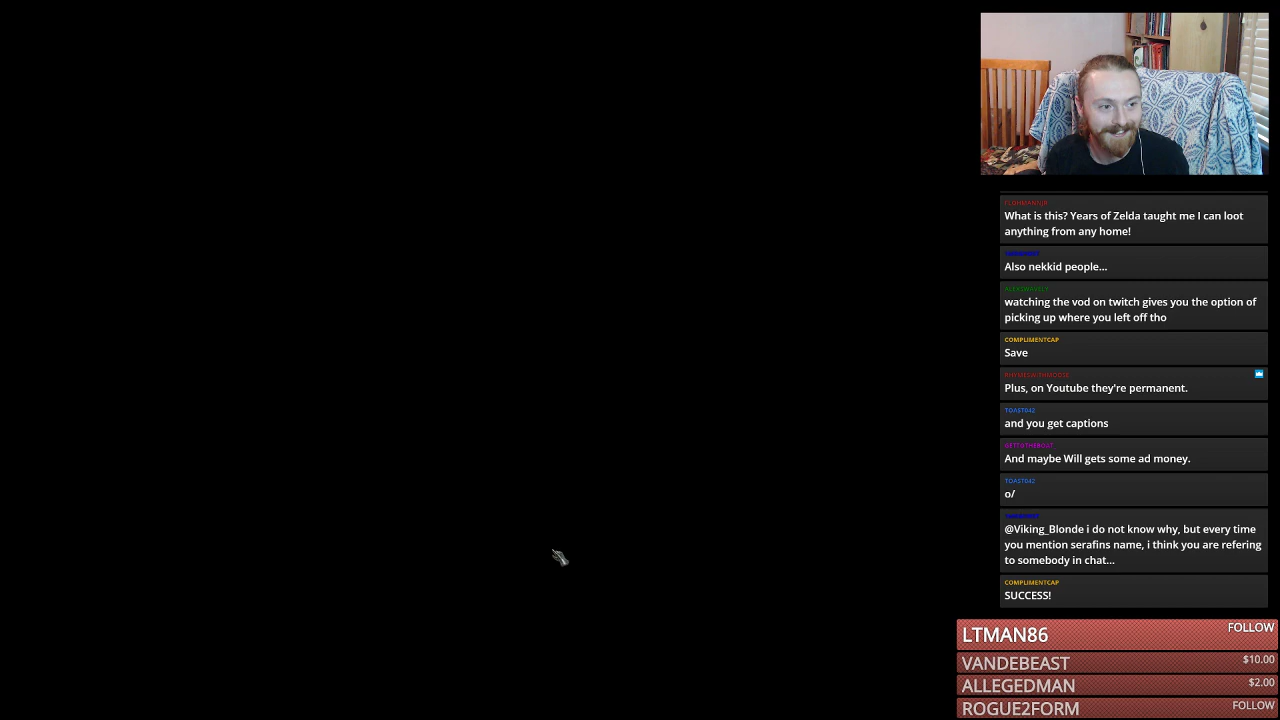 FLOHMANNJR
What is this? Years of Zelda taught me I can loot
anything from any home!
Also nekkid people...
watching the vod on twitch gives you the option of
picking up where you left off tho
COMPLIMENTCAP
Save
RHYMESWITHMOOSE
Plus, on Youtube they're permanent.
TOAST042
and you get captions
GETTOTHEBOAT
And maybe Will gets some ad money.
TOAST042
o/
@Viking_Blonde i do not know why, but every time
you mention serafins name, i think you are refering
to somebody in chat...
COMPLIMENTCAP
SUCCESS!
LTMAN86 FOLLOW
VANDEBEAST $10.00
ALLEGEDMAN $2.00
ROGUE2FORM FOLLOW